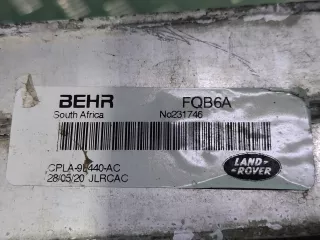 BEHR FQB6A
South Africa No231746
CPLA-9L440-AC
28/05/20 JLRCAC
LAND-
-ROVER